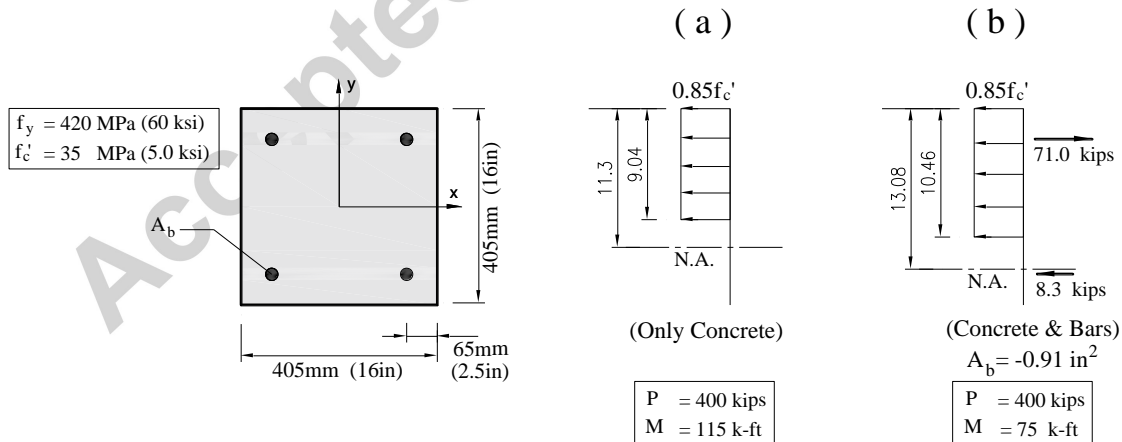 ( a )
( b )
Accepted
f_y = 420 MPa (60 ksi)
f_c' = 35 MPa (5.0 ksi)
y
x
A_b
405mm (16in)
405mm (16in)
65mm
(2.5in)
0.85f_c'
11.3
9.04
N.A.
(Only Concrete)
P = 400 kips
M = 115 k-ft
0.85f_c'
13.08
10.46
71.0 kips
N.A.
8.3 kips
(Concrete & Bars)
A_b = -0.91 in²
P = 400 kips
M = 75 k-ft